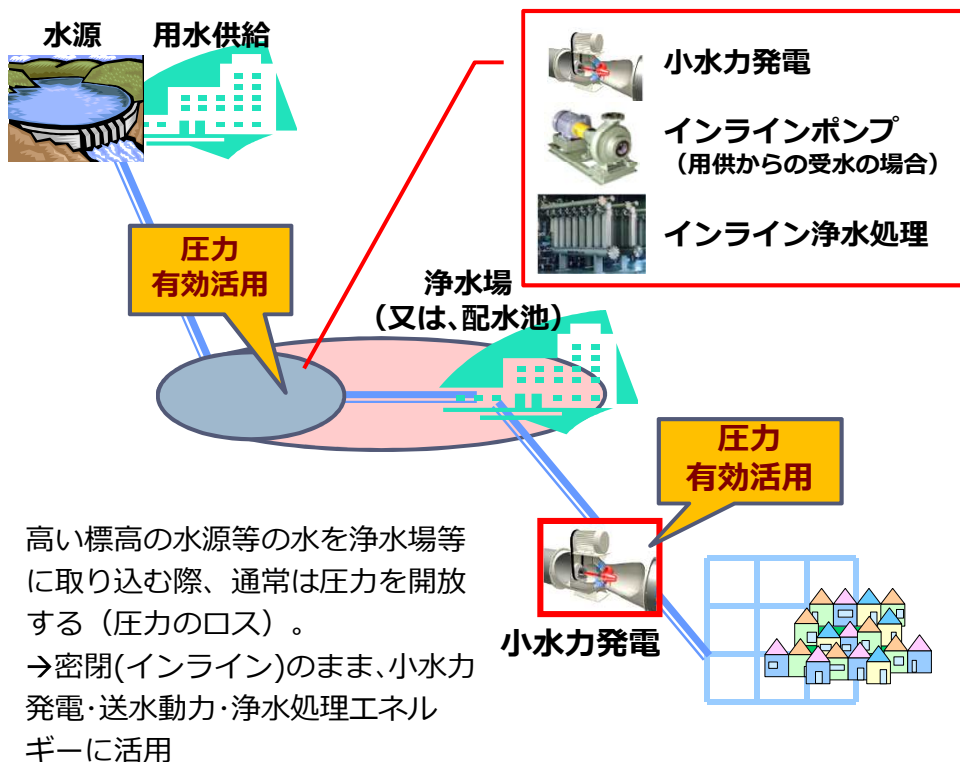 水源
用水供給
小水力発電
インラインポンプ
（用供からの受水の場合）
インライン浄水処理
圧力
有効活用
浄水場
（又は、配水池）
圧力
有効活用
小水力発電
高い標高の水源等の水を浄水場等
に取り込む際、通常は圧力を開放
する（圧力のロス）。
→密閉(インライン)のまま、小水力
発電･送水動力･浄水処理エネル
ギーに活用